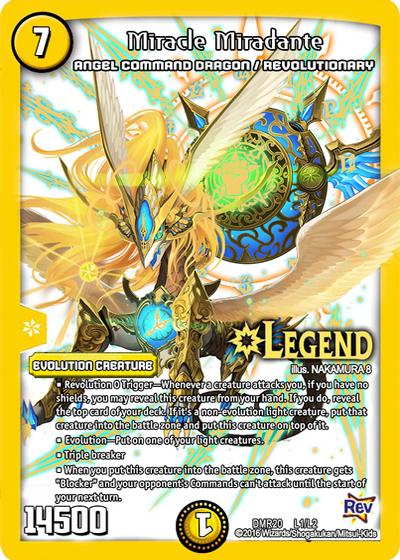 7
Miracle Miradante
ANGEL COMMAND DRAGON / REVOLUTIONARY
LEGEND
illus. NAKAMURA 8
EVOLUTION CREATURE
▪ Revolution 0 Trigger—Whenever a creature attacks you, if you have no
shields, you may reveal this creature from your hand. If you do, reveal
the top card of your deck. If it's a non-evolution light creature, put that
creature into the battle zone and put this creature on top of it.
▪ Evolution—Put on one of your light creatures.
▪ Triple breaker
▪ When you put this creature into the battle zone, this creature gets
"Blocker" and your opponent's Commands can't attack until the start of
your next turn.
Rev
14500
1
DMR20 L1/L2
©2016 Wizards/Shogakukan/Mitsui-Kids